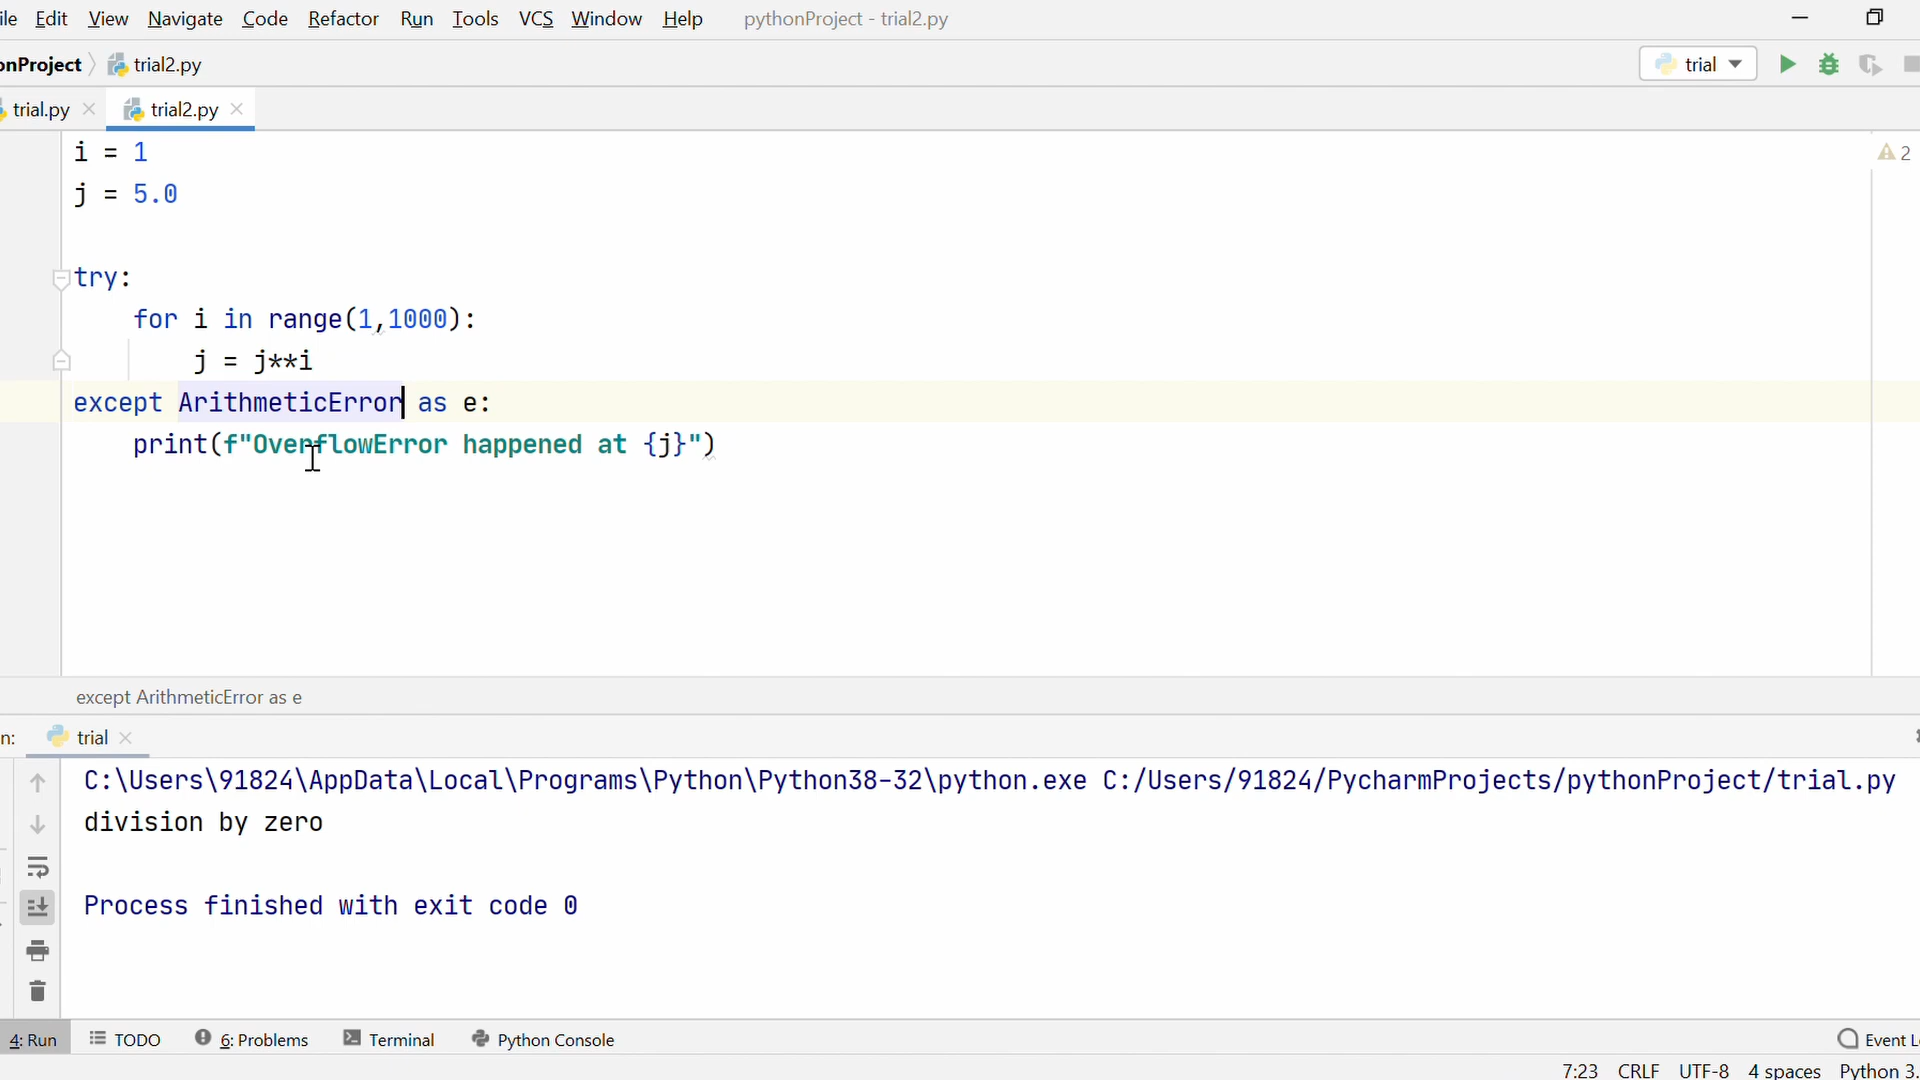 ile Edit View Navigate Code Refactor Run Tools VCS Window Help pythonProject - trial2.py
onProject trial2.py trial
trial.py trial2.py
i = 1
2
j = 5.0
try:
for i in range(1,1000):
j = j**i
except ArithmeticError as e:
print(f"OverflowError happened at {j}")
except ArithmeticError as e
n: trial
C:\Users\91824\AppData\Local\Programs\Python\Python38-32\python.exe C:/Users/91824/PycharmProjects/pythonProject/trial.py
division by zero
Process finished with exit code 0
4: Run TODO 6: Problems Terminal Python Console Event L
7:23 CRLF UTF-8 4 spaces Python 3.